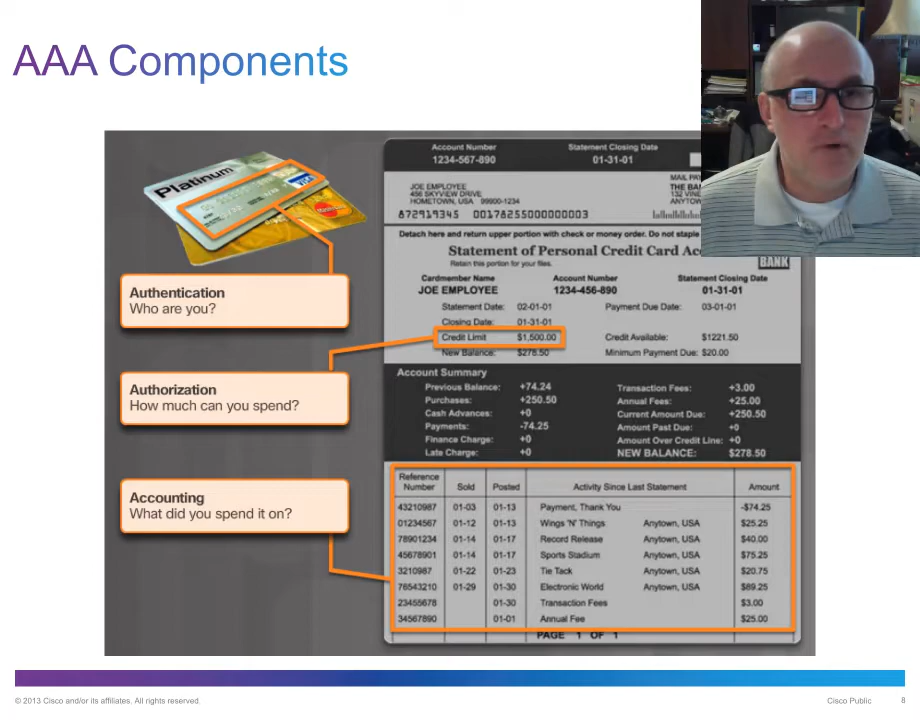 AAA Components
Platinum
VISA
MasterCard
Authentication
Who are you?
Authorization
How much can you spend?
Accounting
What did you spend it on?
Account Number
1234-567-890
Statement Closing Date
01-31-01
JOE EMPLOYEE
456 SKYVIEW DRIVE
HOMETOWN, USA 99900-1234
MAIL PA
THE BA
132 VINE
ANYTOW
872919345 001782550000000003
Detach here and return upper portion with check or money order. Do not staple
Statement of Personal Credit Card Ac
Retain this portion for your files.
BANK
Cardmember Name Account Number Statement Closing Date
JOE EMPLOYEE 1234-456-890 01-31-01
Statement Date: 02-01-01 Payment Due Date: 03-01-01
Closing Date: 01-31-01
Credit Limit $1,500.00 Credit Available: $1221.50
New Balance: $278.50 Minimum Payment Due: $20.00
Account Summary
Previous Balance: +74.24 Transaction Fees: +3.00
Purchases: +250.50 Annual Fees: +25.00
Cash Advances: +0 Current Amount Due: +250.50
Payments: -74.25 Amount Past Due: +0
Finance Charge: +0 Amount Over Credit Line: +0
Late Charge: +0 NEW BALANCE: $278.50
Reference
Number Sold Posted Activity Since Last Statement Amount
43210987 01-03 01-13 Payment, Thank You -$74.25
01234567 01-12 01-13 Wings 'N' Things Anytown, USA $25.25
78901234 01-14 01-17 Record Release Anytown, USA $40.00
45678901 01-14 01-17 Sports Stadium Anytown, USA $75.25
3210987 01-22 01-23 Tie Tack Anytown, USA $20.75
76543210 01-29 01-30 Electronic World Anytown, USA $89.25
23455678 01-30 Transaction Fees $3.00
34567890 01-01 Annual Fee $25.00
PAGE 1 OF 1
© 2013 Cisco and/or its affiliates. All rights reserved. Cisco Public 8